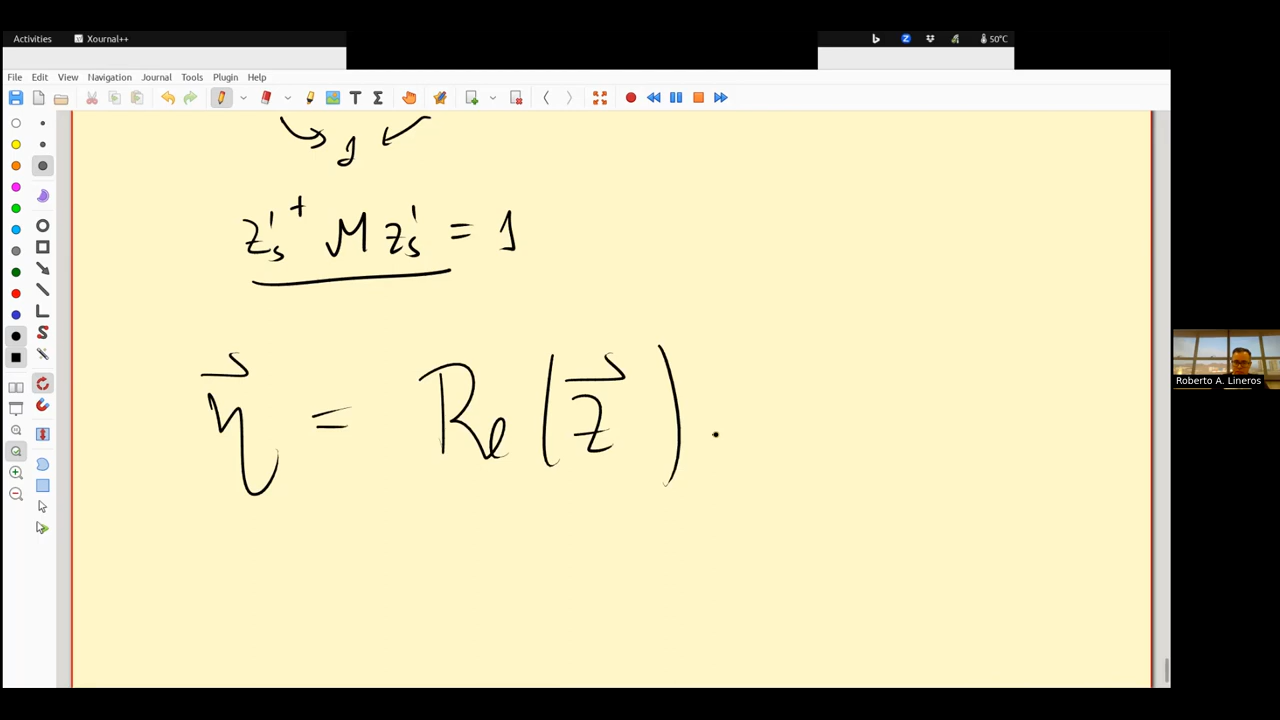 Activities Xournal++ 50°C
File Edit View Navigation Journal Tools Plugin Help
z'ₛ⁺ M z'ₛ = 1
Roberto A. Lineros
η⃗ = Re(z⃗)